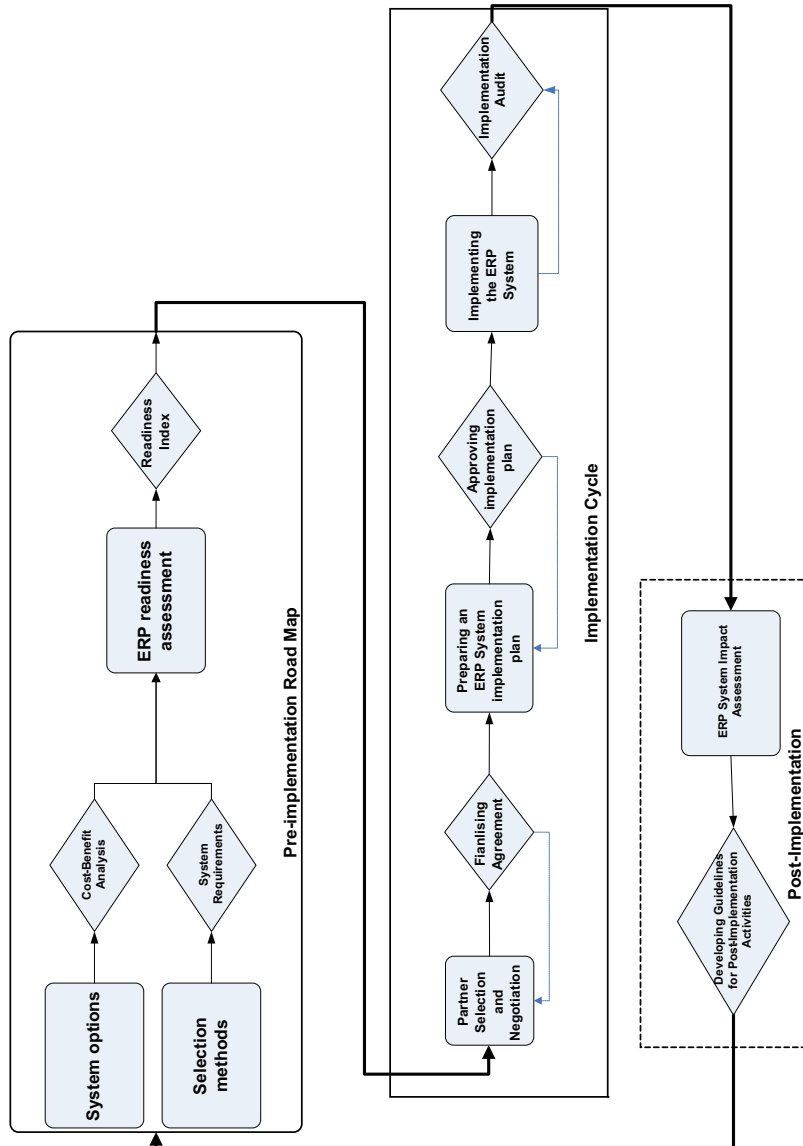 System options
Selection
methods
Cost-Benefit
Analysis
System
Requirements
ERP readiness
assessment
Readiness
Index
Pre-implementation Road Map
Partner
Selection
and
Negotiation
Fianlising
Agreement
Preparing an
ERP System
implementation
plan
Approving
implementation
plan
Implementing
the ERP
System
Implementation
Audit
Implementation Cycle
ERP System Impact
Assessment
Developing Guidelines
for Post-Implementation
Activities
Post-Implementation